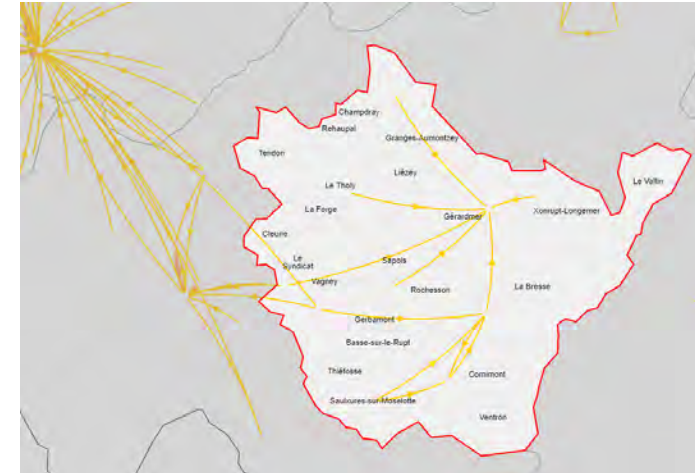 Champdray
Rehaupal
Granges-Aumontzey
Tendon
Liézey
Le Valtin
Le Tholy
La Forge
Gérardmer
Xonrupt-Longemer
Cleurie
Le
Syndicat
Sapois
Vagney
Rochesson
La Bresse
Gerbamont
Basse-sur-le-Rupt
Thiéfosse
Cornimont
Saulxures-sur-Moselotte
Ventron